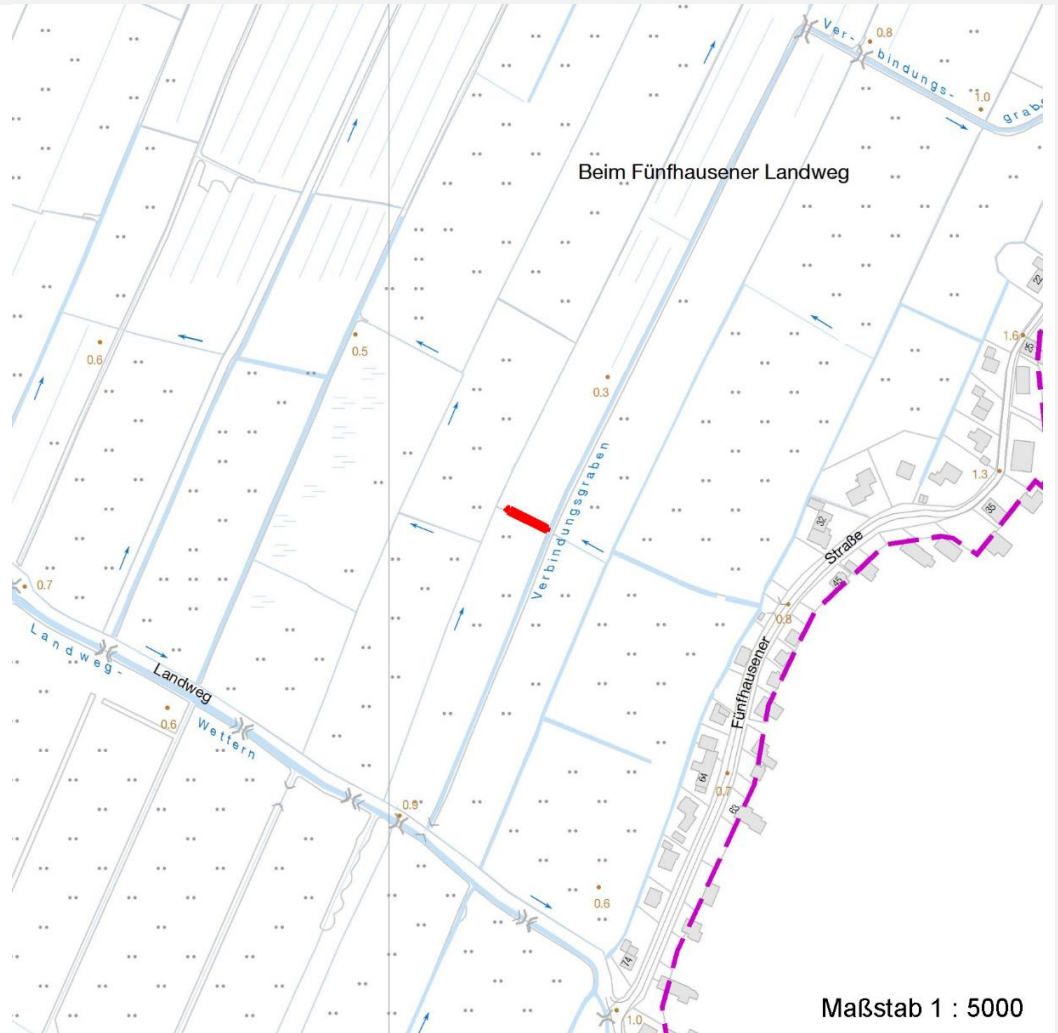 Ver-
bindungs-
grabe
0.8
1.0
Beim Fünfhausener Landweg
22
1.6
25
0.6
0.5
0.3
1.3
35
32
Straße
45
Verbindungsgraben
0.7
0.8
Landweg-
Landweg
Fünfhausener
0.6
Wettern
64
0.7
63
0.9
0.6
74
1.0
Maßstab 1 : 5000